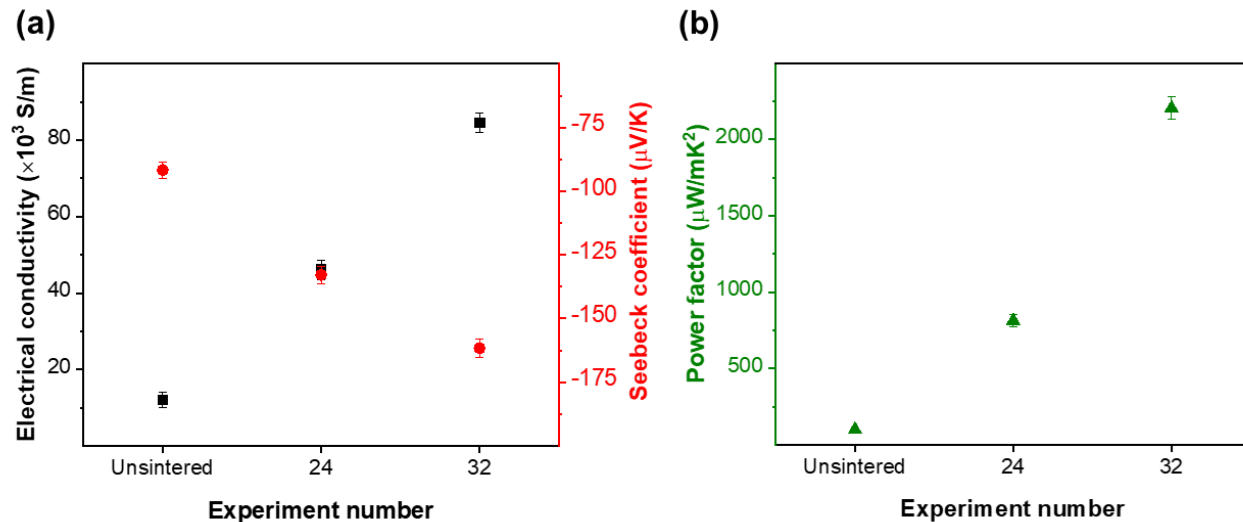 (a)
Electrical conductivity (×10³ S/m)
80
60
40
20
-75
-100
-125
-150
-175
Seebeck coefficient (μV/K)
Unsintered 24 32
Experiment number
(b)
Power factor (μW/mK²)
2000
1500
1000
500
Unsintered 24 32
Experiment number